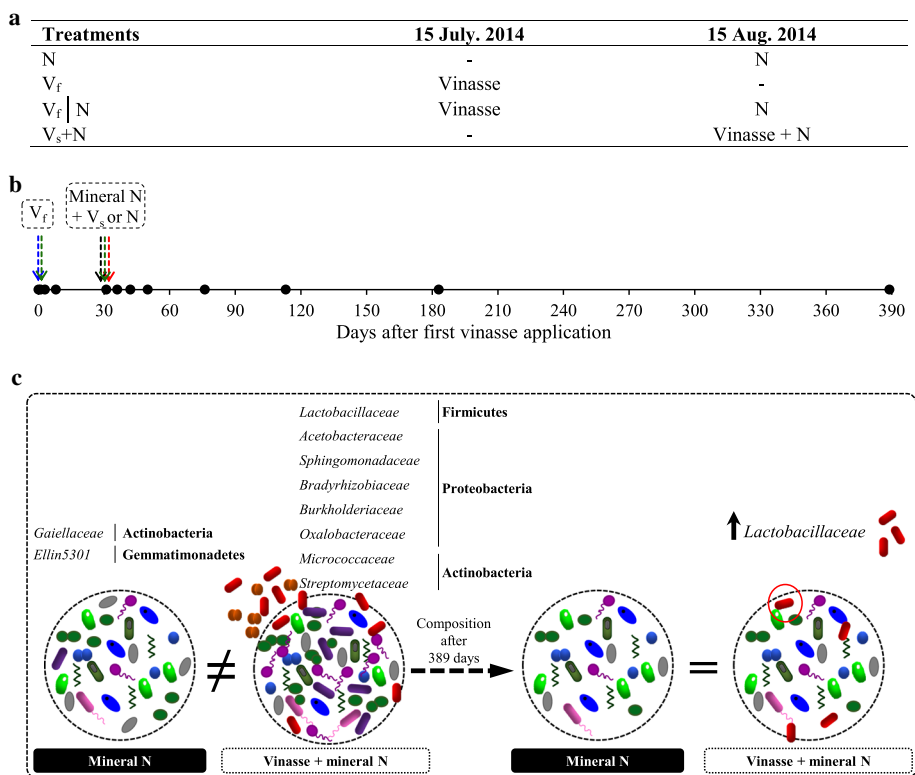 a
Treatments 15 July. 2014 15 Aug. 2014
N - N
Vf Vinasse -
Vf | N Vinasse N
Vs+N - Vinasse + N
b
Vf
Mineral N
+ Vs or N
0 30 60 90 120 150 180 210 240 270 300 330 360 390
Days after first vinasse application
c
Lactobacillaceae Firmicutes
Acetobacteraceae
Sphingomonadaceae
Bradyrhizobiaceae
Proteobacteria
Burkholderiaceae
Oxalobacteraceae
Micrococcaceae
Actinobacteria
Streptomycetaceae
Gaiellaceae Actinobacteria
Ellin5301 Gemmatimonadetes
Lactobacillaceae
≠
Composition
after
389 days
=
Mineral N
Vinasse + mineral N
Mineral N
Vinasse + mineral N